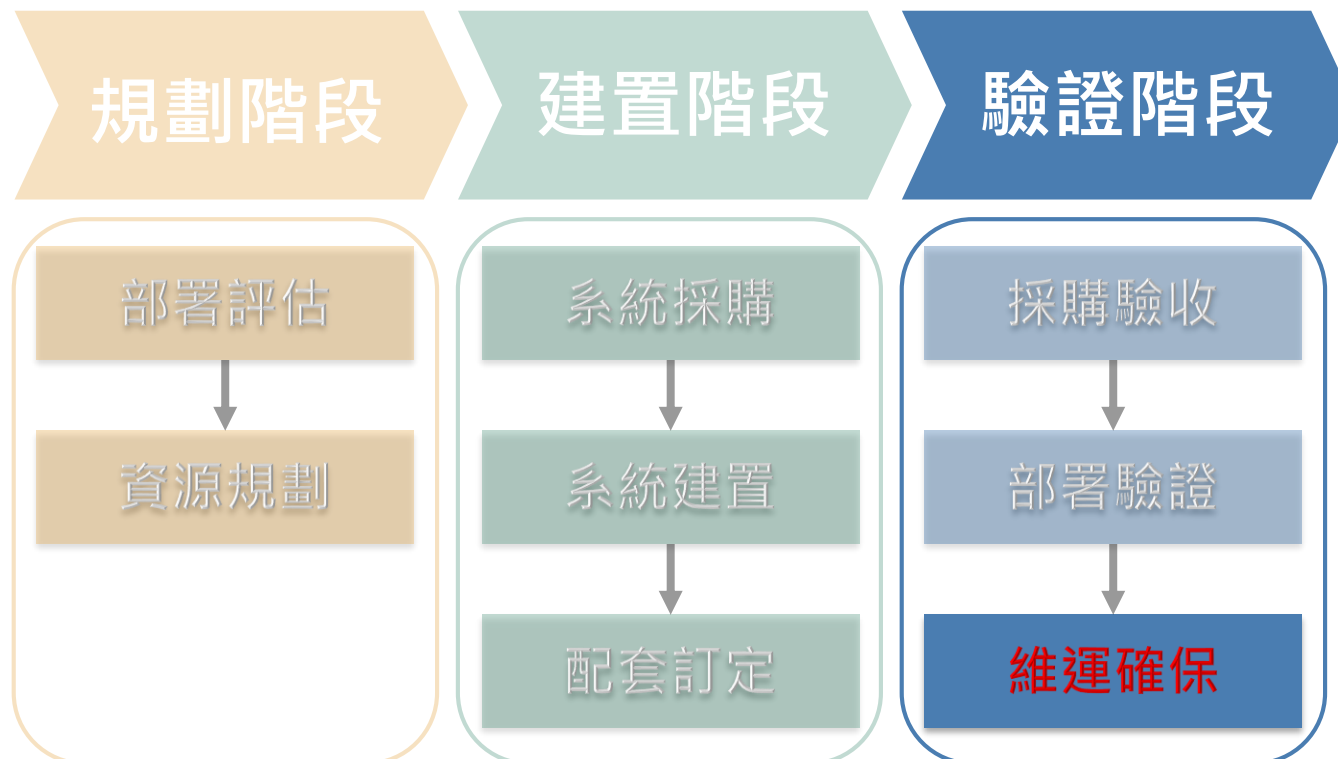 規劃階段
建置階段
驗證階段
部署評估
資源規劃
系統採購
系統建置
配套訂定
採購驗收
部署驗證
維運確保